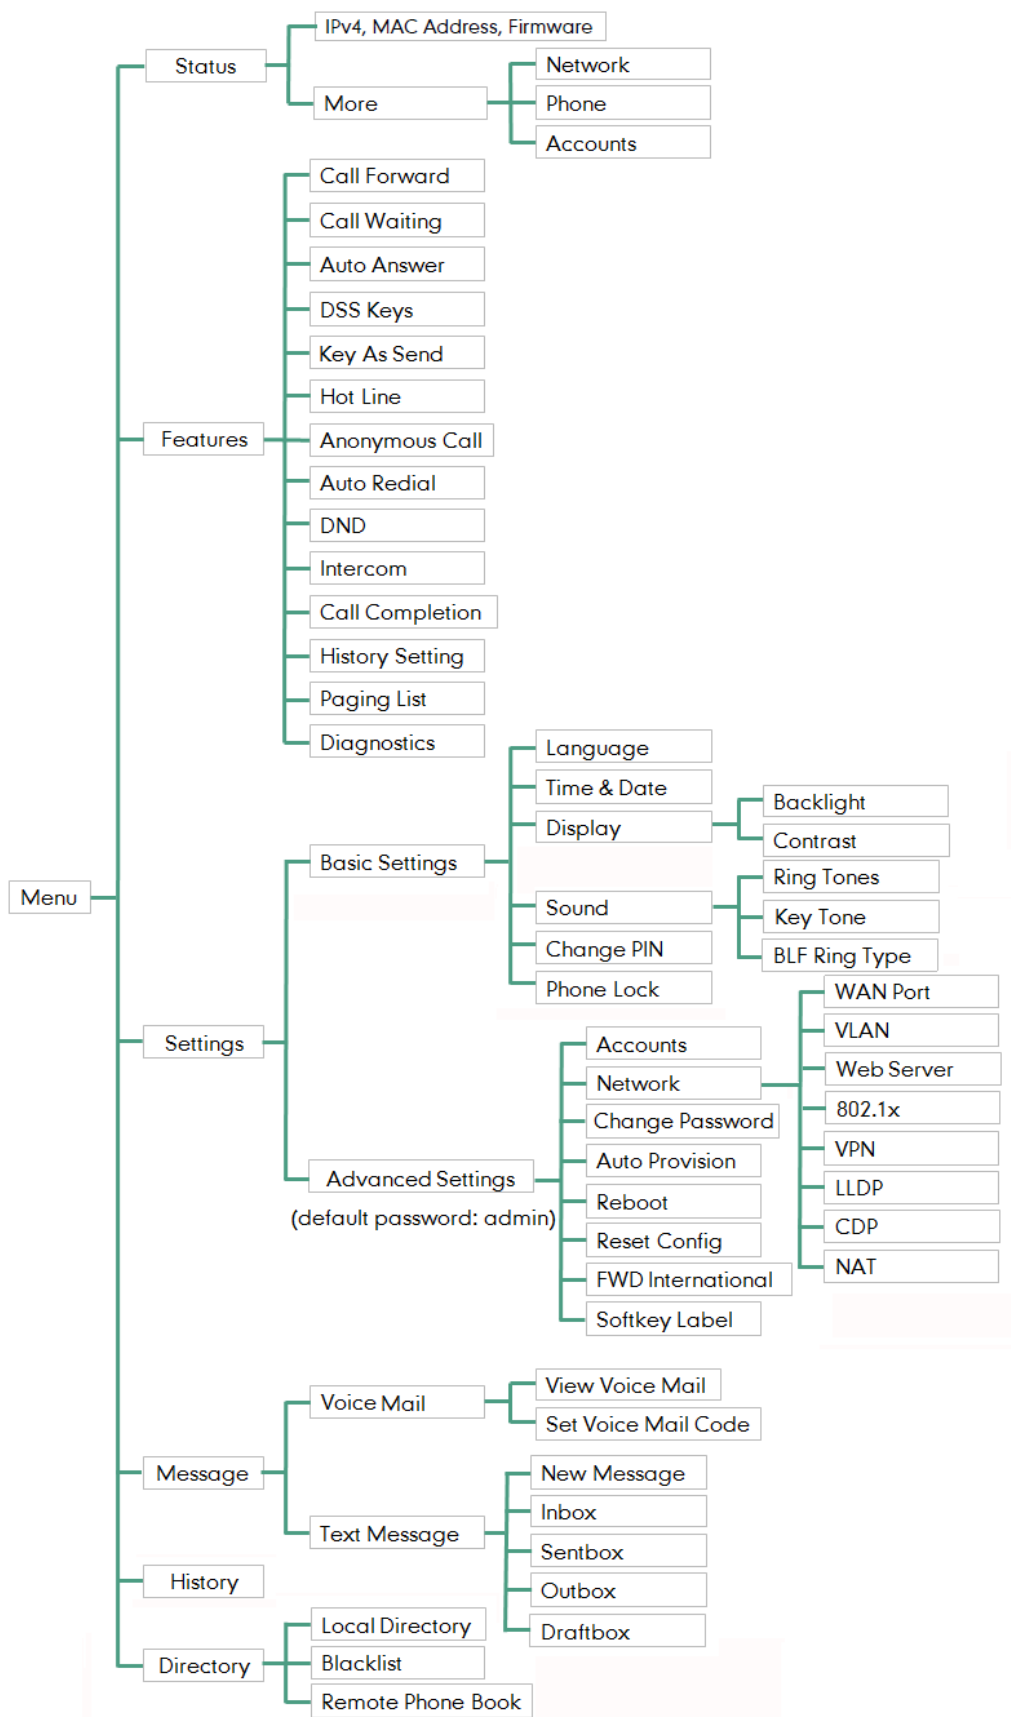 IPv4, MAC Address, Firmware
Status
Network
More
Phone
Accounts
Call Forward
Call Waiting
Auto Answer
DSS Keys
Key As Send
Hot Line
Features
Anonymous Call
Auto Redial
DND
Intercom
Call Completion
History Setting
Paging List
Diagnostics
Language
Time & Date
Display
Backlight
Contrast
Basic Settings
Menu
Sound
Ring Tones
Key Tone
BLF Ring Type
Change PIN
Phone Lock
Settings
Accounts
Network
WAN Port
VLAN
Web Server
802.1x
VPN
LLDP
CDP
NAT
Change Password
Auto Provision
Advanced Settings
(default password: admin)
Reboot
Reset Config
FWD International
Softkey Label
Voice Mail
View Voice Mail
Set Voice Mail Code
Message
New Message
Inbox
Text Message
Sentbox
Outbox
Draftbox
History
Local Directory
Directory
Blacklist
Remote Phone Book